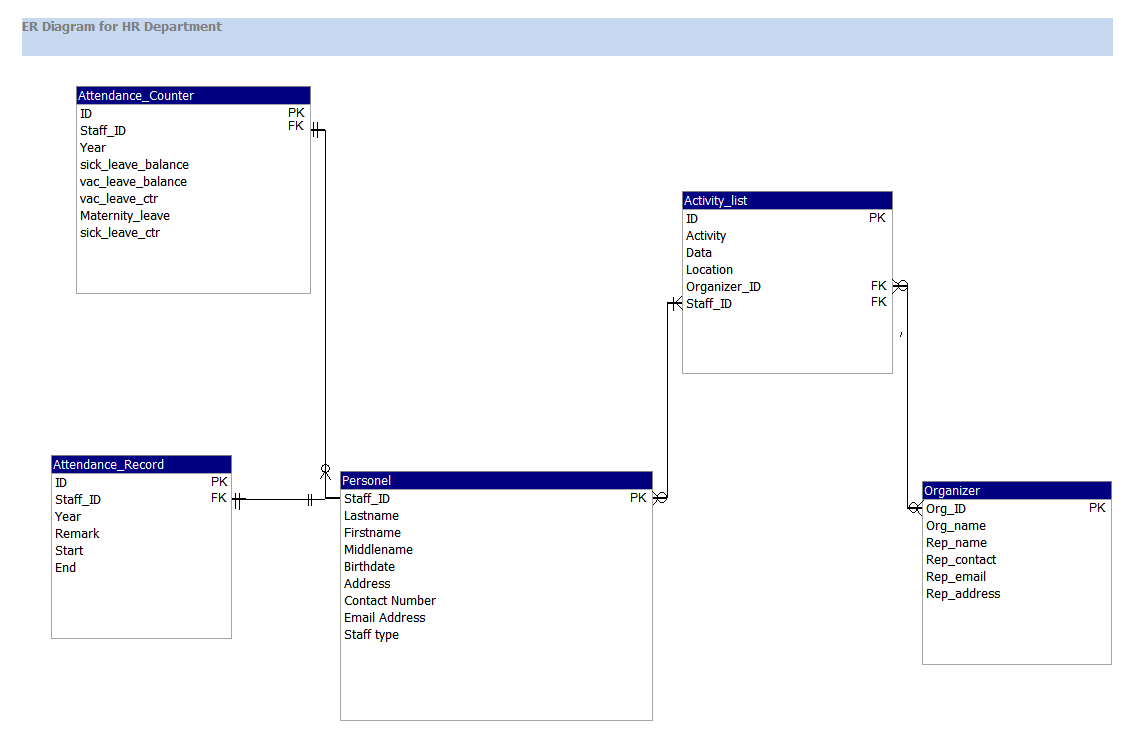 ER Diagram for HR Department
Attendance_Counter
ID PK
Staff_ID FK
Year
sick_leave_balance
vac_leave_balance
vac_leave_ctr
Maternity_leave
sick_leave_ctr
Activity_list
ID PK
Activity
Data
Location
Organizer_ID FK
Staff_ID FK
Attendance_Record
ID PK
Staff_ID FK
Year
Remark
Start
End
Personel
Staff_ID PK
Lastname
Firstname
Middlename
Birthdate
Address
Contact Number
Email Address
Staff type
Organizer
Org_ID PK
Org_name
Rep_name
Rep_contact
Rep_email
Rep_address